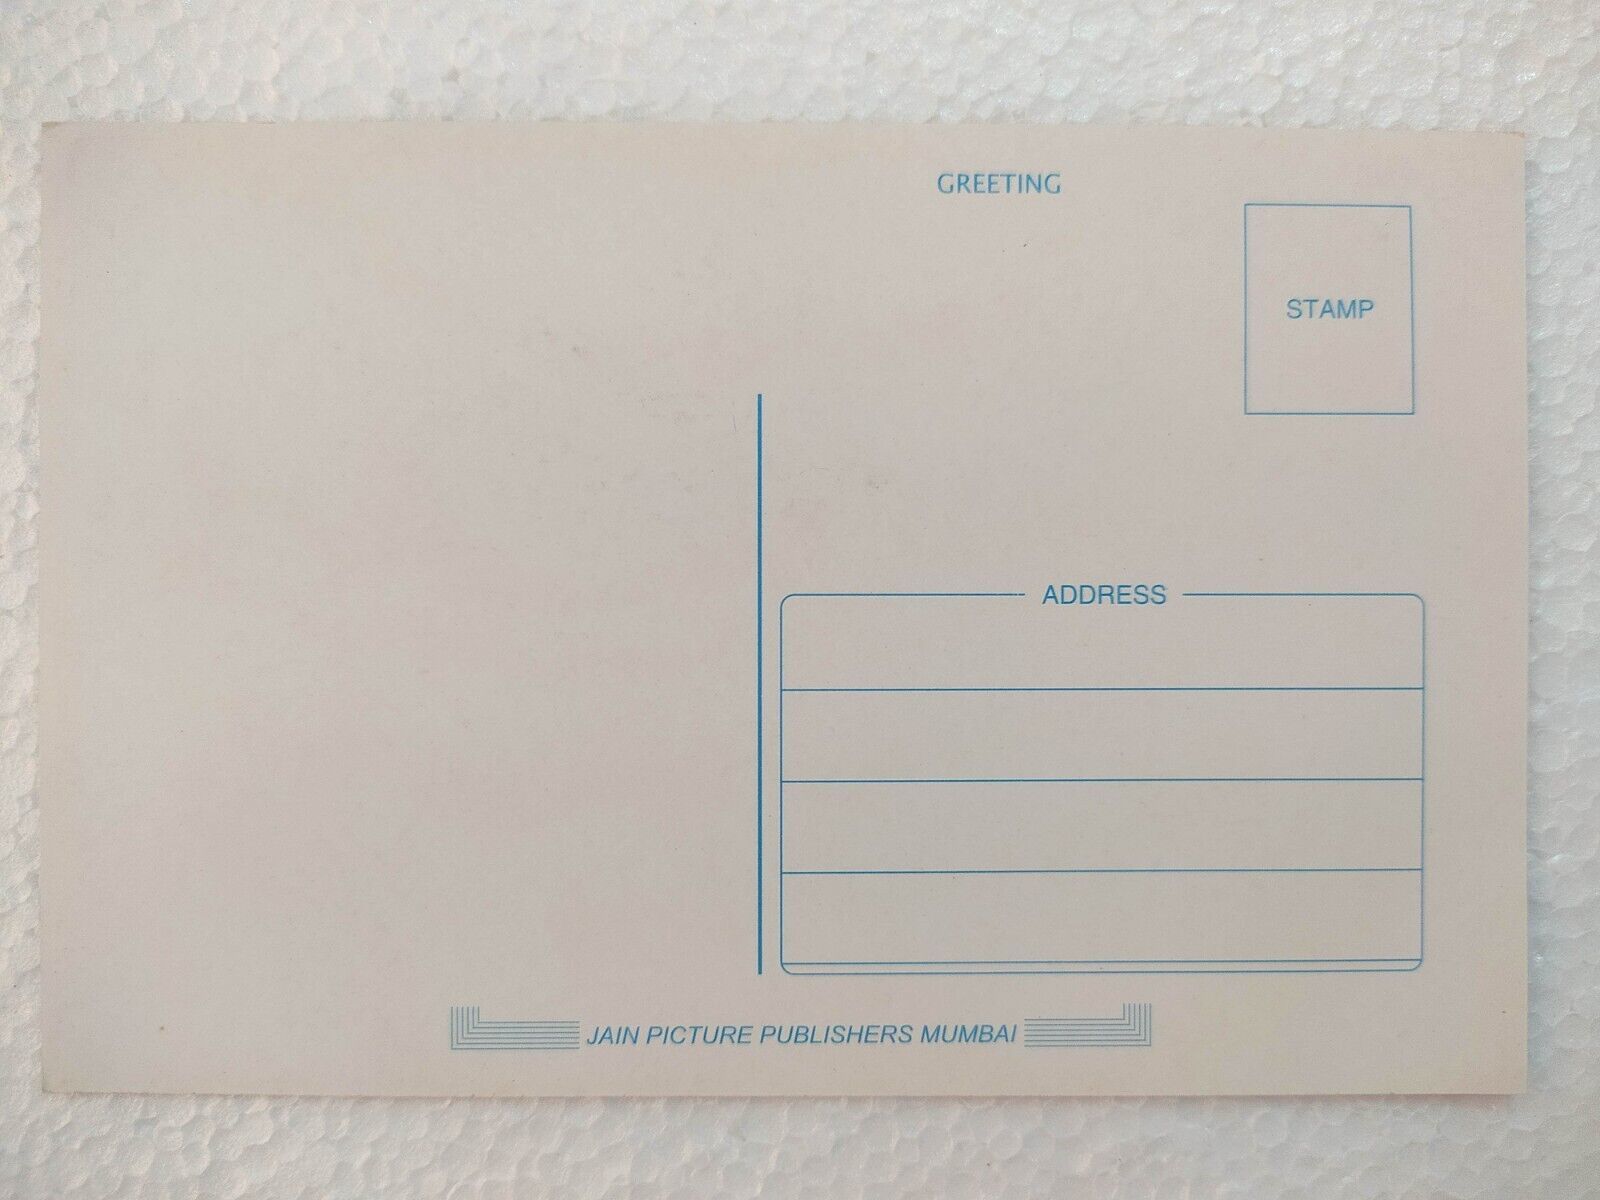 GREETING
STAMP
ADDRESS
JAIN PICTURE PUBLISHERS MUMBAI